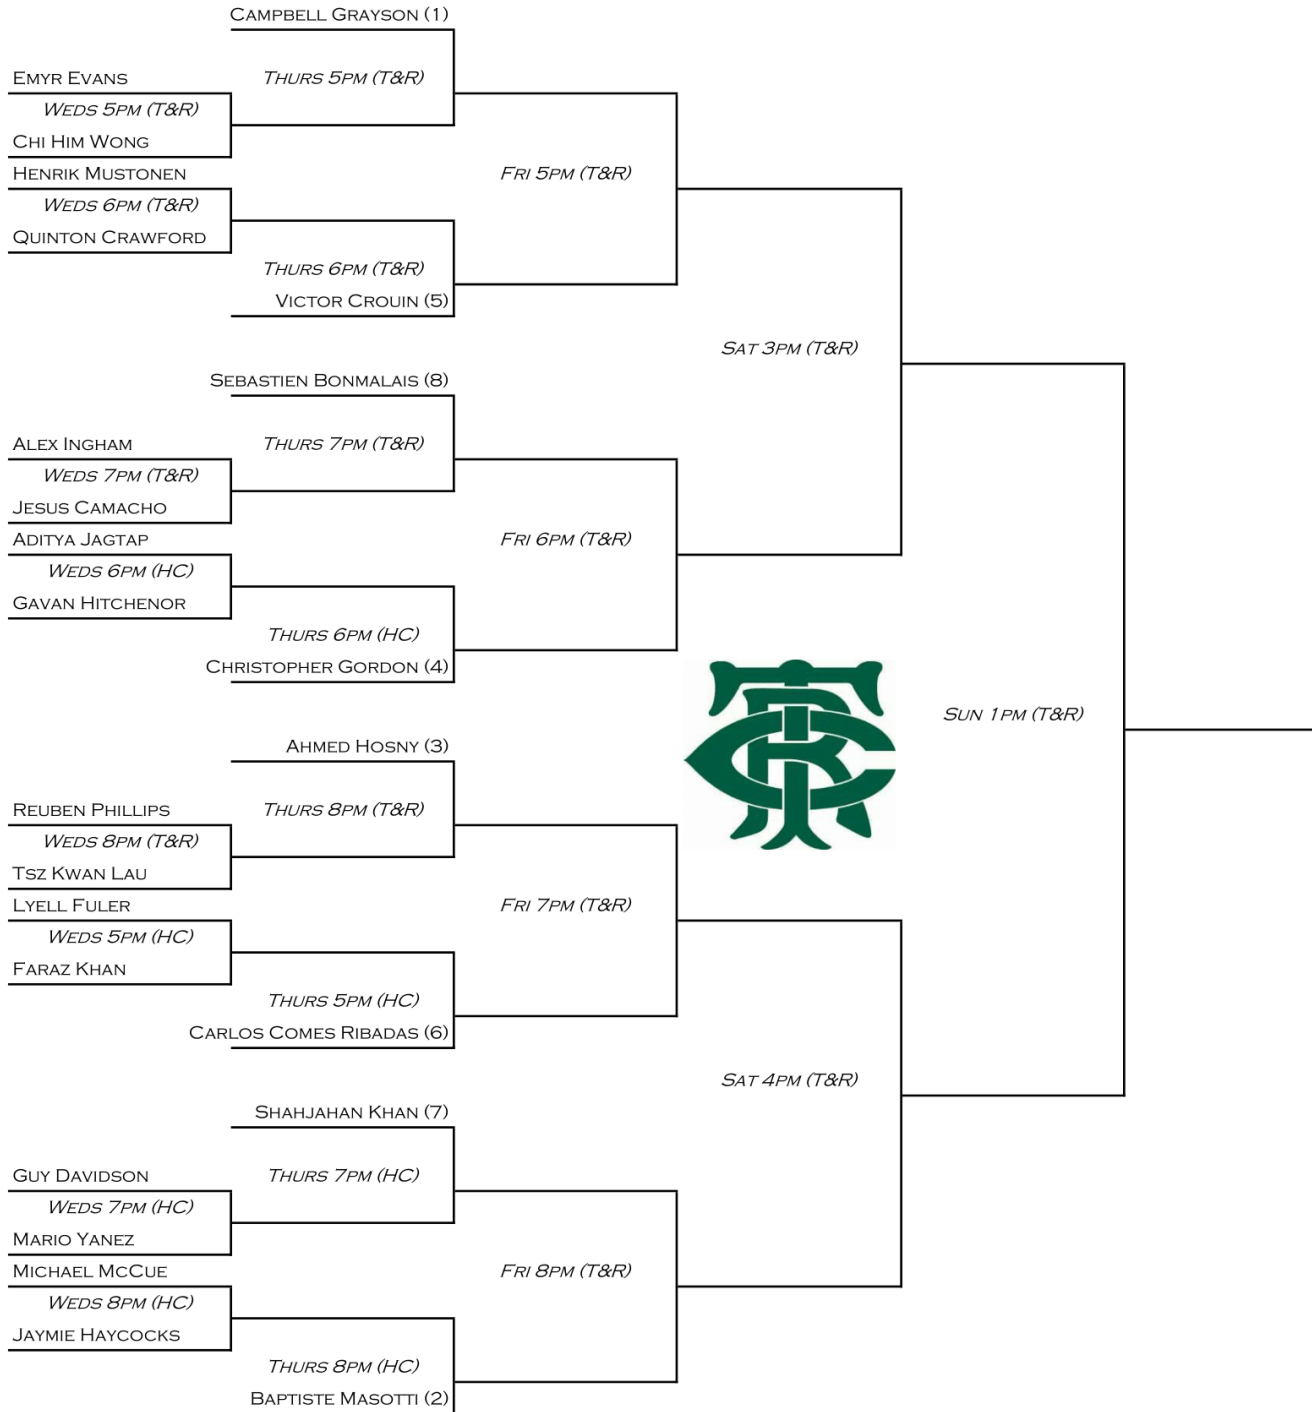 Campbell Grayson (1)
Emyr Evans
Thurs 5pm (T&R)
Weds 5pm (T&R)
Chi Him Wong
Henrik Mustonen
Fri 5pm (T&R)
Weds 6pm (T&R)
Quinton Crawford
Thurs 6pm (T&R)
Victor Crouin (5)
Sat 3pm (T&R)
Sebastien Bonmalais (8)
Alex Ingham
Thurs 7pm (T&R)
Weds 7pm (T&R)
Jesus Camacho
Aditya Jagtap
Fri 6pm (T&R)
Weds 6pm (HC)
Gavan Hitchenor
Thurs 6pm (HC)
Christopher Gordon (4)
Sun 1pm (T&R)
Ahmed Hosny (3)
Reuben Phillips
Thurs 8pm (T&R)
Weds 8pm (T&R)
Tsz Kwan Lau
Lyell Fuler
Fri 7pm (T&R)
Weds 5pm (HC)
Faraz Khan
Thurs 5pm (HC)
Carlos Comes Ribadas (6)
Sat 4pm (T&R)
Shahjahan Khan (7)
Guy Davidson
Thurs 7pm (HC)
Weds 7pm (HC)
Mario Yanez
Michael McCue
Fri 8pm (T&R)
Weds 8pm (HC)
Jaymie Haycocks
Thurs 8pm (HC)
Baptiste Masotti (2)